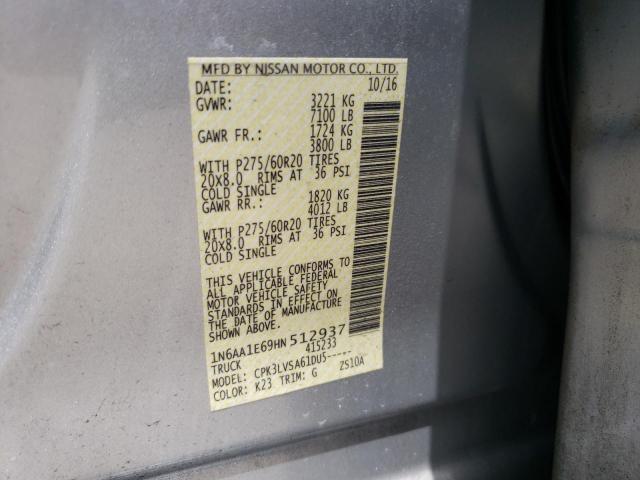 MFD BY NISSAN MOTOR CO., LTD.
DATE: 10/16
GVWR: 3221 KG
7100 LB
GAWR FR.: 1724 KG
3800 LB
WITH P275/60R20 TIRES
20x8.0 RIMS AT 36 PSI
COLD SINGLE
GAWR RR.: 1820 KG
4012 LB
WITH P275/60R20 TIRES
20x8.0 RIMS AT 36 PSI
COLD SINGLE
THIS VEHICLE CONFORMS TO
ALL APPLICABLE FEDERAL
MOTOR VEHICLE SAFETY
STANDARDS IN EFFECT ON
THE DATE OF MANUFACTURE
SHOWN ABOVE.
1N6AA1E69HN512937
TRUCK 415233
MODEL: CPK3LVSA61DU5-----
COLOR: K23 TRIM: G ZS10A